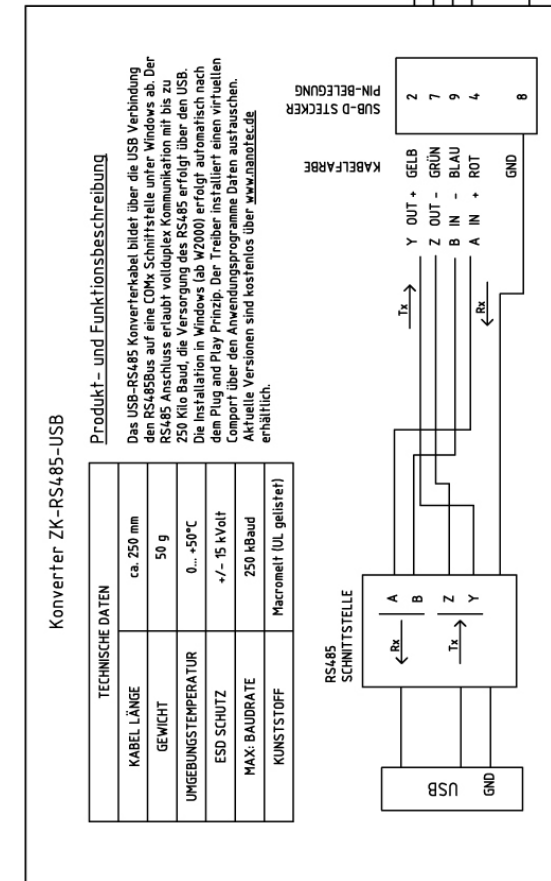 Konverter ZK-RS485-USB
TECHNISCHE DATEN
KABEL LÄNGE ca. 250 mm
GEWICHT 50 g
UMGEBUNGSTEMPERATUR 0... +50°C
ESD SCHUTZ +/- 15 kVolt
MAX: BAUDRATE 250 kBaud
KUNSTSTOFF Macromelt (UL gelistet)
Produkt- und Funktionsbeschreibung
Das USB-RS485 Konverterkabel bildet über die USB Verbindung
den RS485Bus auf eine COMx Schnittstelle unter Windows ab. Der
RS485 Anschluss erlaubt vollduplex Kommunikation mit bis zu
250 Kilo Baud, die Versorgung des RS485 erfolgt über den USB.
Die Installation in Windows (ab W2000) erfolgt automatisch nach
dem Plug and Play Prinzip. Der Treiber installiert einen virtuellen
Comport über den Anwendungsprogramme Daten austauschen.
Aktuelle Versionen sind kostenlos über www.nanotec.de
erhältlich.
USB
GND
RS485
SCHNITTSTELLE
Rx
Tx
A
B
Z
Y
Tx
Rx
KABELFARBE
SUB-D STECKER
PIN-BELEGUNG
Y OUT + GELB 2
Z OUT - GRÜN 7
B IN - BLAU 9
A IN + ROT 4
GND 8